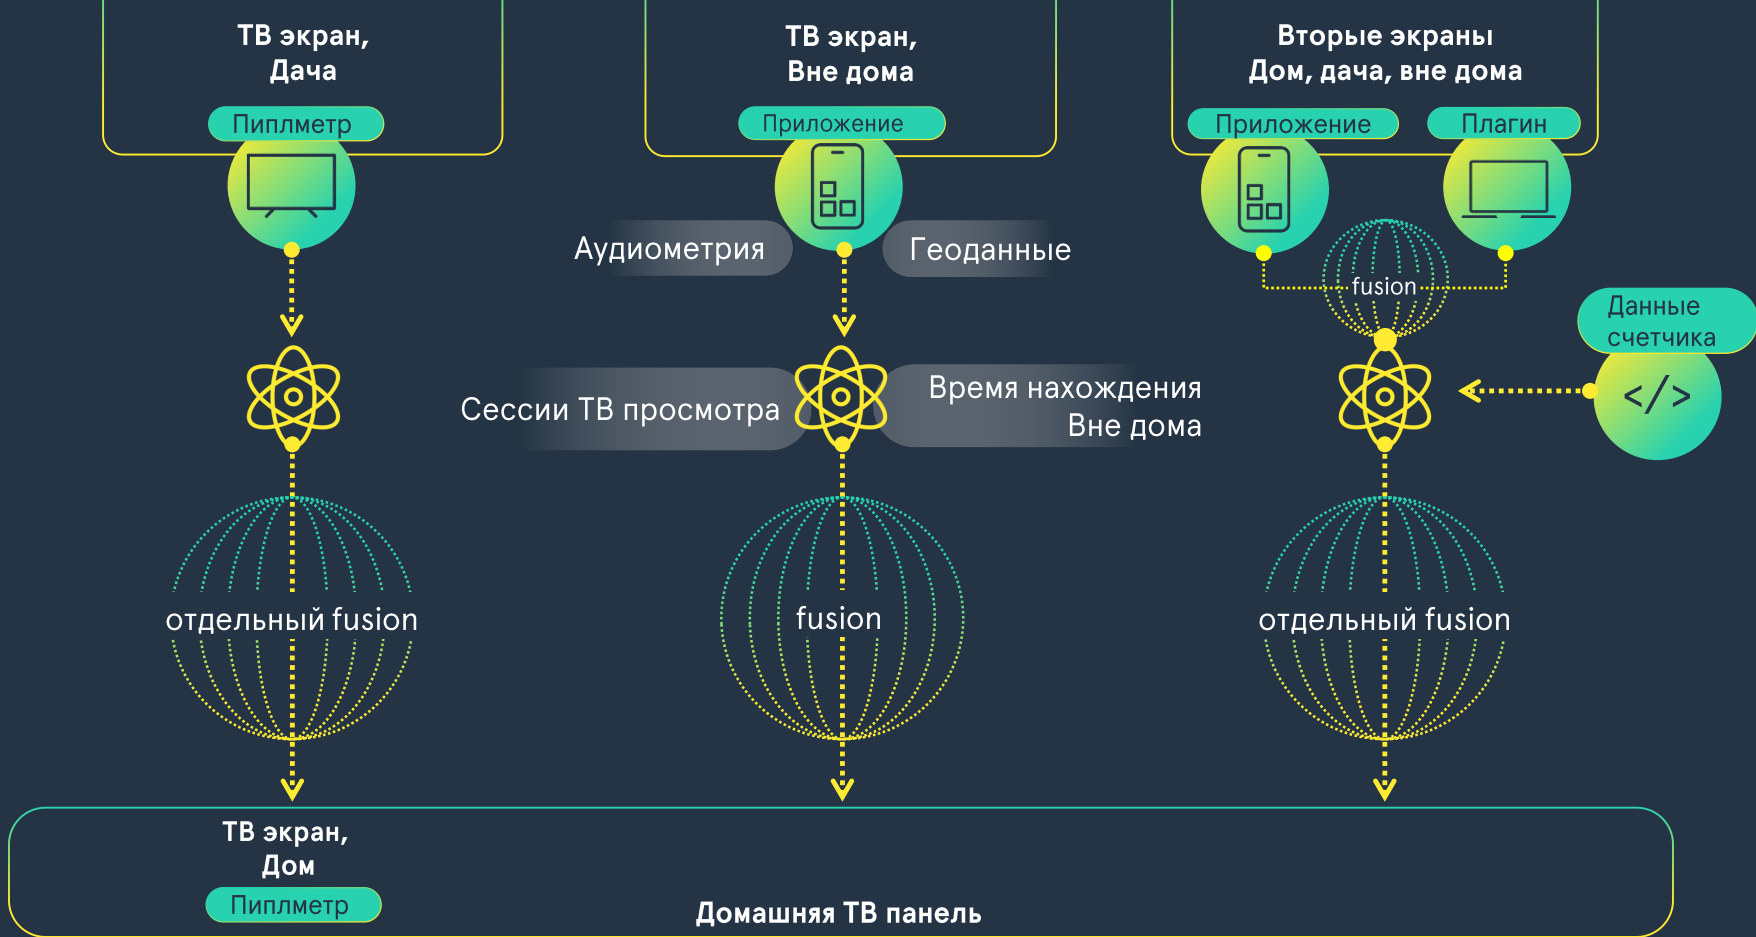 ТВ экран,
Дача
Пиплметр
ТВ экран,
Вне дома
Приложение
Вторые экраны
Дом, дача, вне дома
Приложение
Плагин
Аудиометрия
Геоданные
fusion
Данные
счетчика
</>
Сессии ТВ просмотра
Время нахождения
Вне дома
отдельный fusion
fusion
отдельный fusion
ТВ экран,
Дом
Пиплметр
Домашняя ТВ панель